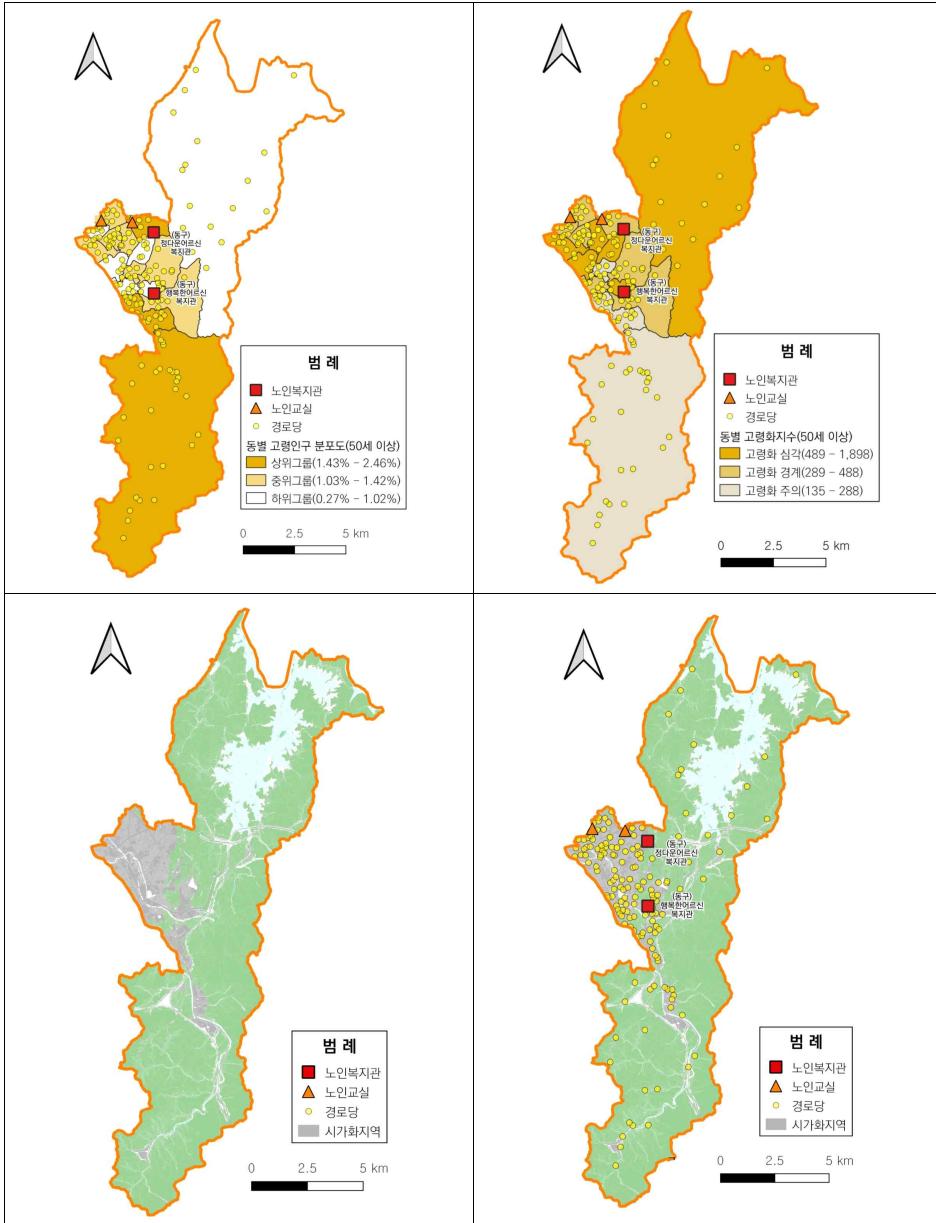 (동구)
정다운어르신
복지관
(동구)
행복한어르신
복지관
범 례
노인복지관
노인교실
경로당
동별 고령인구 분포도(50세 이상)
상위그룹(1.43% - 2.46%)
중위그룹(1.03% - 1.42%)
하위그룹(0.27% - 1.02%)
0 2.5 5 km
(동구)
정다운어르신
복지관
(동구)
행복한어르신
복지관
범 례
노인복지관
노인교실
경로당
동별 고령화지수(50세 이상)
고령화 심각(489 - 1,898)
고령화 경계(289 - 488)
고령화 주의(135 - 288)
0 2.5 5 km
범 례
노인복지관
노인교실
경로당
시가화지역
0 2.5 5 km
(동구)
정다운어르신
복지관
(동구)
행복한어르신
복지관
범 례
노인복지관
노인교실
경로당
시가화지역
0 2.5 5 km